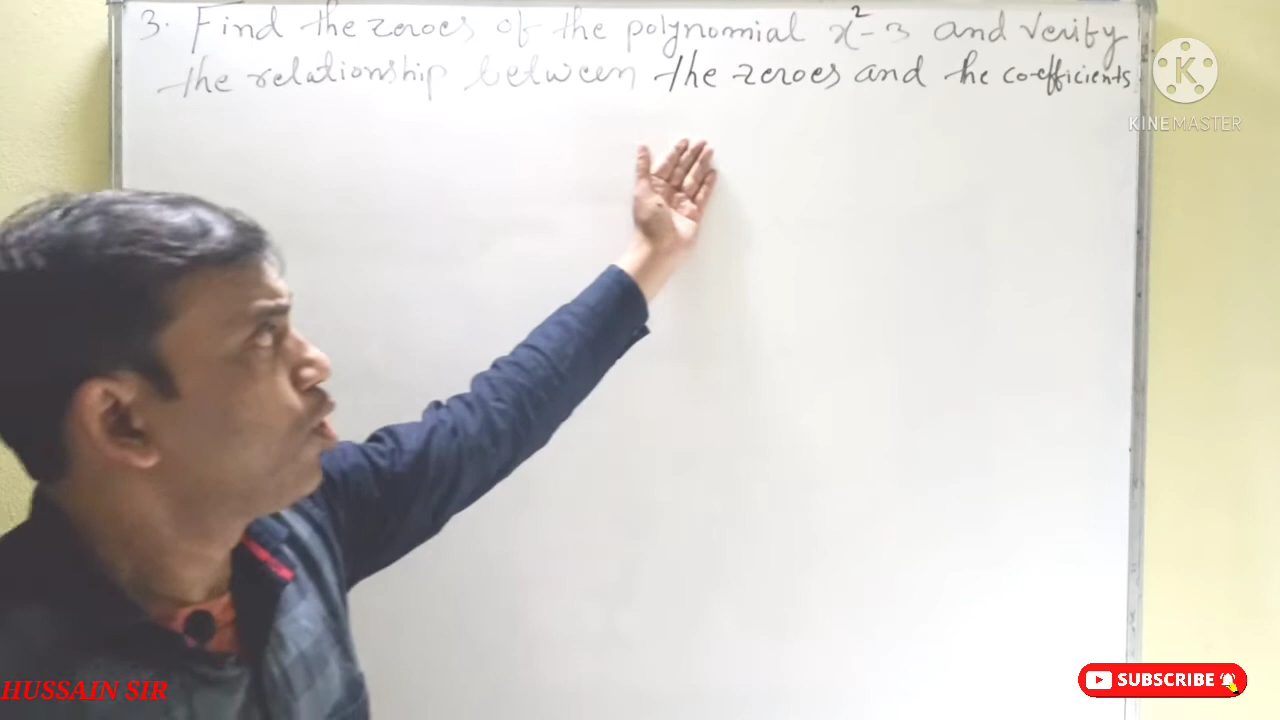 3. Find the zeroes of the polynomial x² - 3 and verify
the relationship between the zeroes and he co-efficients
K
KINEMASTER
HUSSAIN SIR
SUBSCRIBE